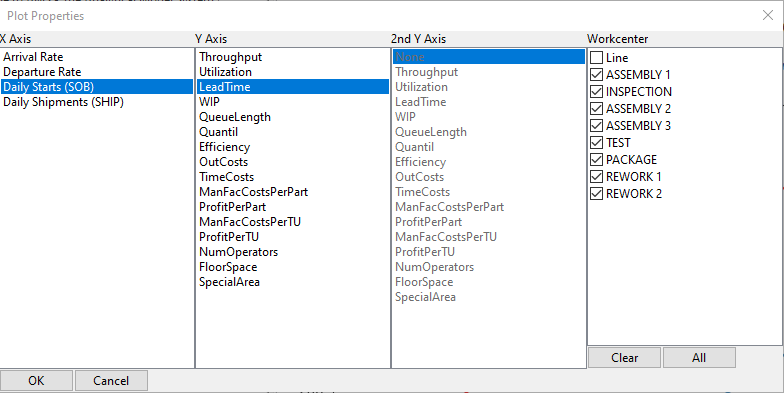 Plot Properties
X Axis
Arrival Rate
Departure Rate
Daily Starts (SOB)
Daily Shipments (SHIP)
Y Axis
Throughput
Utilization
LeadTime
WIP
QueueLength
Quantil
Efficiency
OutCosts
TimeCosts
ManFacCostsPerPart
ProfitPerPart
ManFacCostsPerTU
ProfitPerTU
NumOperators
FloorSpace
SpecialArea
2nd Y Axis
None
Throughput
Utilization
LeadTime
WIP
QueueLength
Quantil
Efficiency
OutCosts
TimeCosts
ManFacCostsPerPart
ProfitPerPart
ManFacCostsPerTU
ProfitPerTU
NumOperators
FloorSpace
SpecialArea
Workcenter
Line
ASSEMBLY 1
INSPECTION
ASSEMBLY 2
ASSEMBLY 3
TEST
PACKAGE
REWORK 1
REWORK 2
Clear
All
OK
Cancel